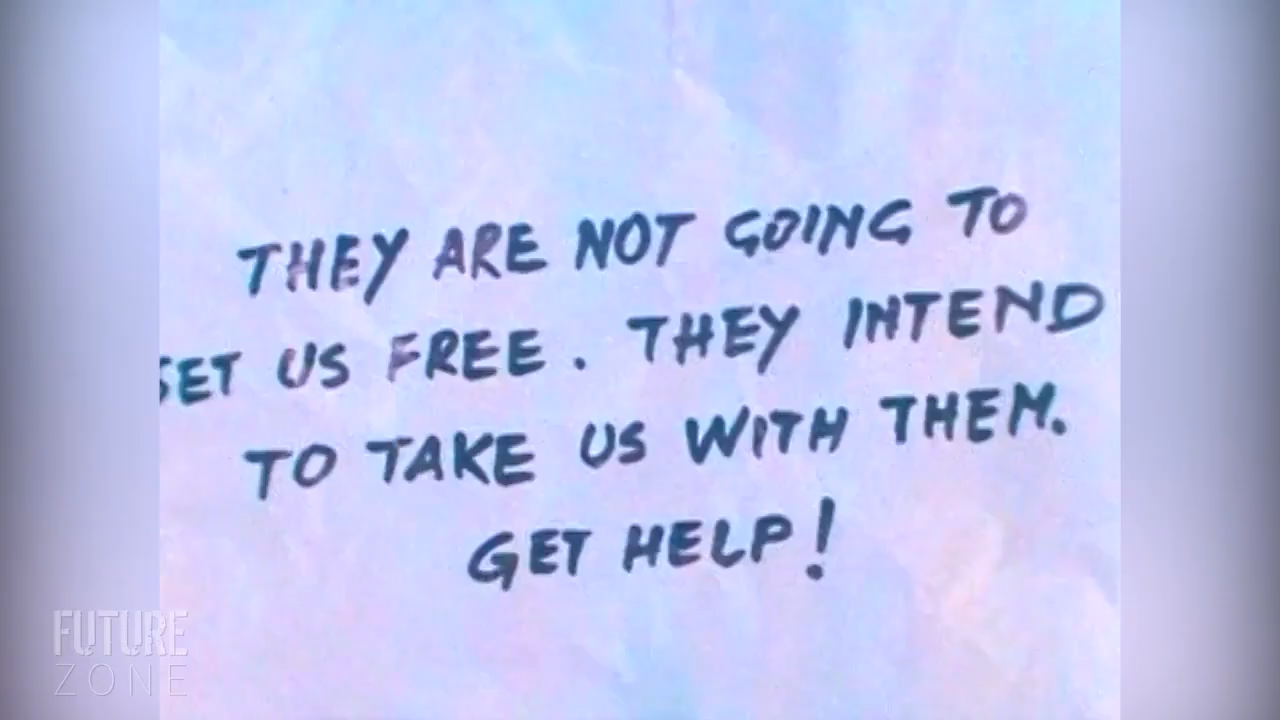 THEY ARE NOT GOING TO
SET US FREE. THEY INTEND
TO TAKE US WITH THEM.
GET HELP!
FUTURE
ZONE